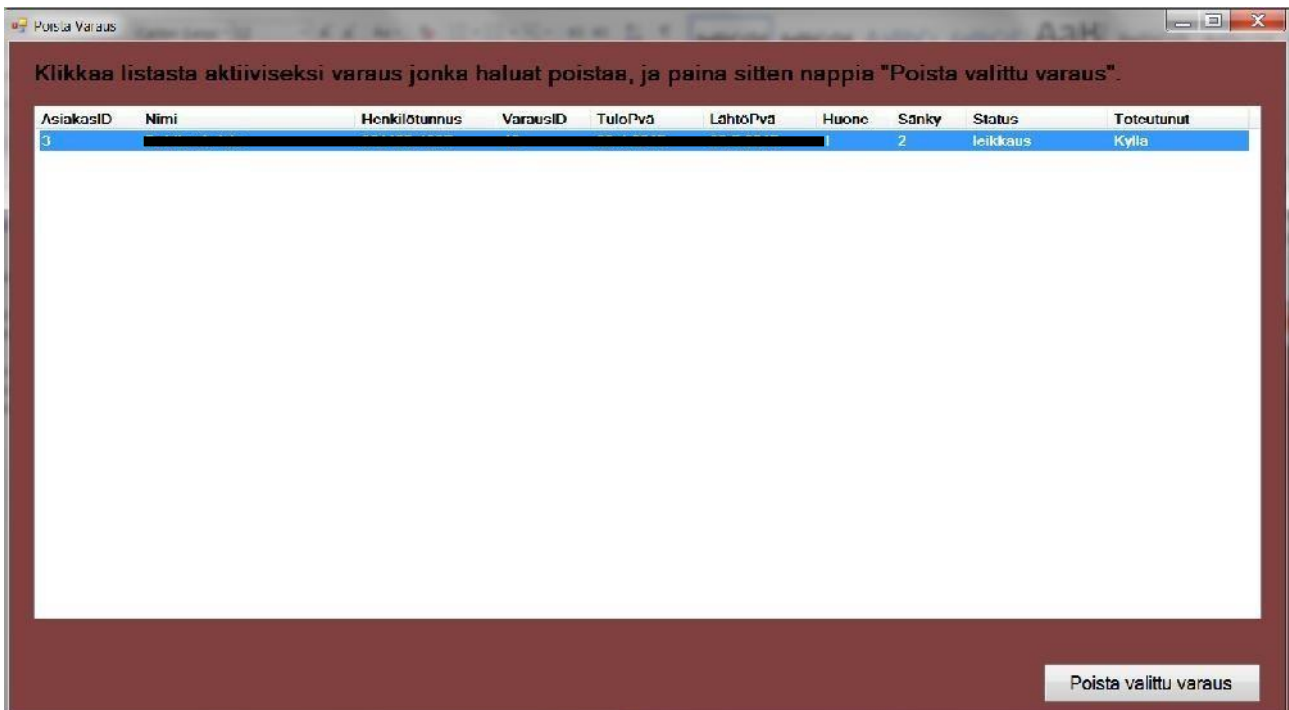 Poista Varaus
Klikkaa listasta aktiiviseksi varaus jonka haluat poistaa, ja paina sitten nappia "Poista valittu varaus".
AsiakasID Nimi Henkilötunnus VarausID TuloPvä LähtöPvä Huone Sänky Status Toteutunut
3 2 leikkaus Kylla
Poista valittu varaus